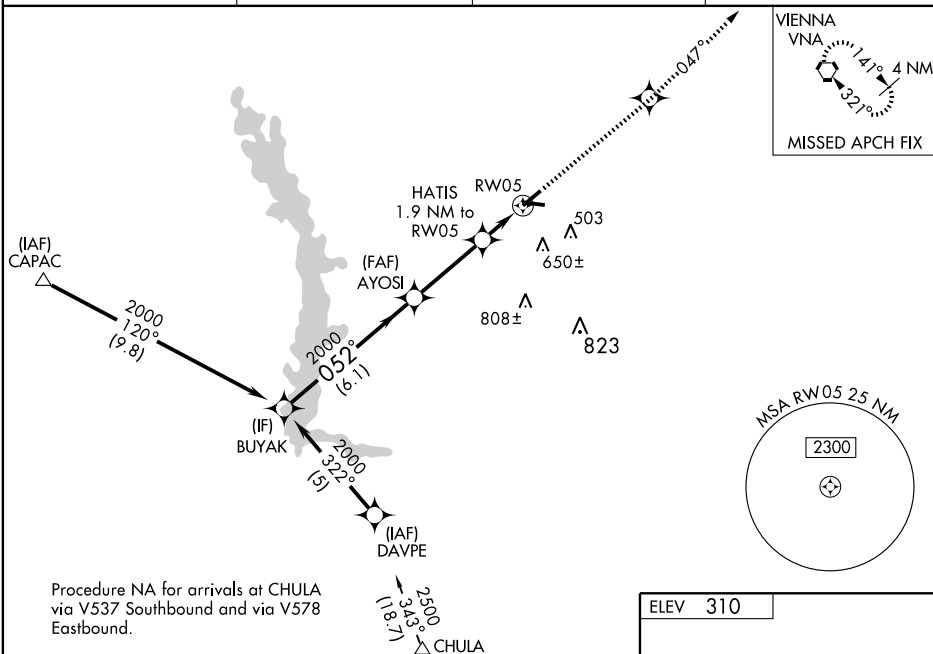 VIENNA
VNA
141°
4 NM
321°
MISSED APCH FIX
047°
HATIS
1.9 NM to
RW05
RW05
503
650±
808±
823
(FAF)
AYOSI
(IAF)
CAPAC
2000
120°
(9.8)
2000
052°
(6.1)
(IF)
BUYAK
2000
322°
(5)
(IAF)
DAVPE
MSA RW05 25 NM
2300
2500
343°
(18.7)
CHULA
Procedure NA for arrivals at CHULA
via V537 Southbound and via V578
Eastbound.
ELEV 310